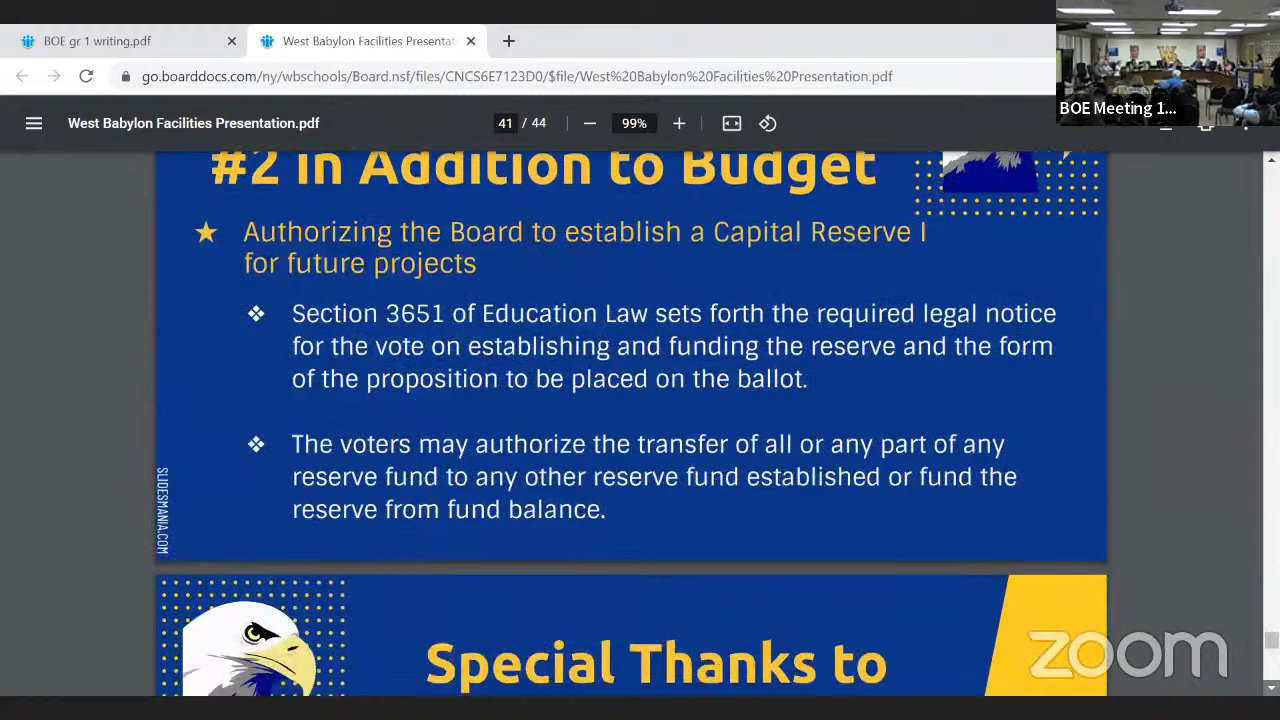 BOE gr 1 writing.pdf
West Babylon Facilities Presentat
go.boarddocs.com/ny/wbschools/Board.nsf/files/CNCS6E7123D0/$file/West%20Babylon%20Facilities%20Presentation.pdf
BOE Meeting 1...
West Babylon Facilities Presentation.pdf
41 / 44
99%
#2 in Addition to Budget
Authorizing the Board to establish a Capital Reserve I
for future projects
Section 3651 of Education Law sets forth the required legal notice
for the vote on establishing and funding the reserve and the form
of the proposition to be placed on the ballot.
The voters may authorize the transfer of all or any part of any
reserve fund to any other reserve fund established or fund the
reserve from fund balance.
SLIDESMANIA.COM
Special Thanks to
zoom